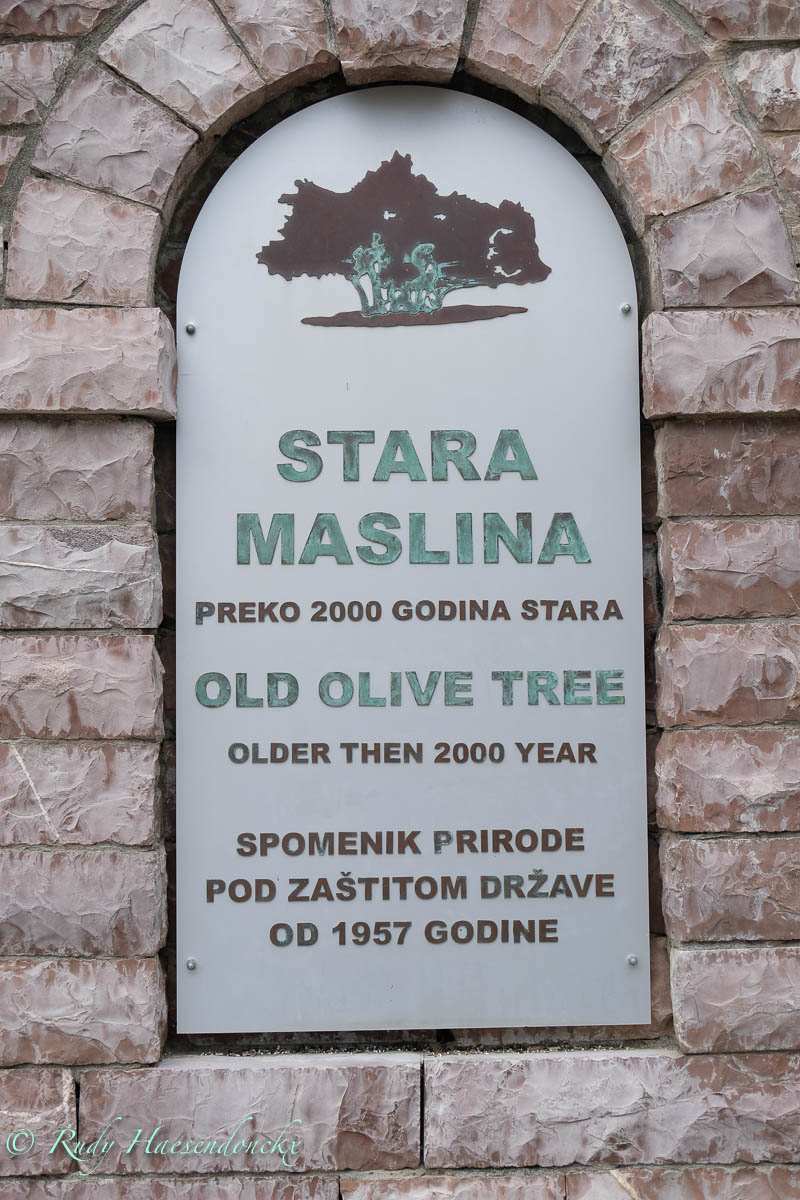 STARA
MASLINA
PREKO 2000 GODINA STARA
OLD OLIVE TREE
OLDER THEN 2000 YEAR
SPOMENIK PRIRODE
POD ZAŠTITOM DRŽAVE
OD 1957 GODINE
© Rudy Haesendonckx